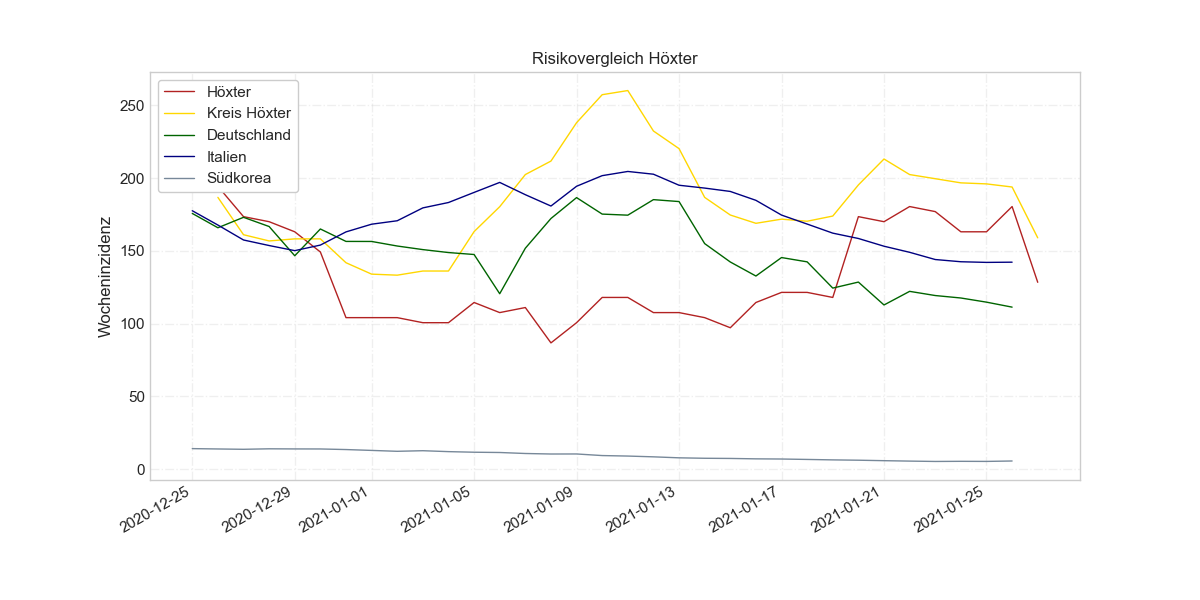 Risikovergleich Höxter
Höxter
Kreis Höxter
Deutschland
Italien
Südkorea
Wocheninzidenz
250
200
150
100
50
0
2020-12-25
2020-12-29
2021-01-01
2021-01-05
2021-01-09
2021-01-13
2021-01-17
2021-01-21
2021-01-25